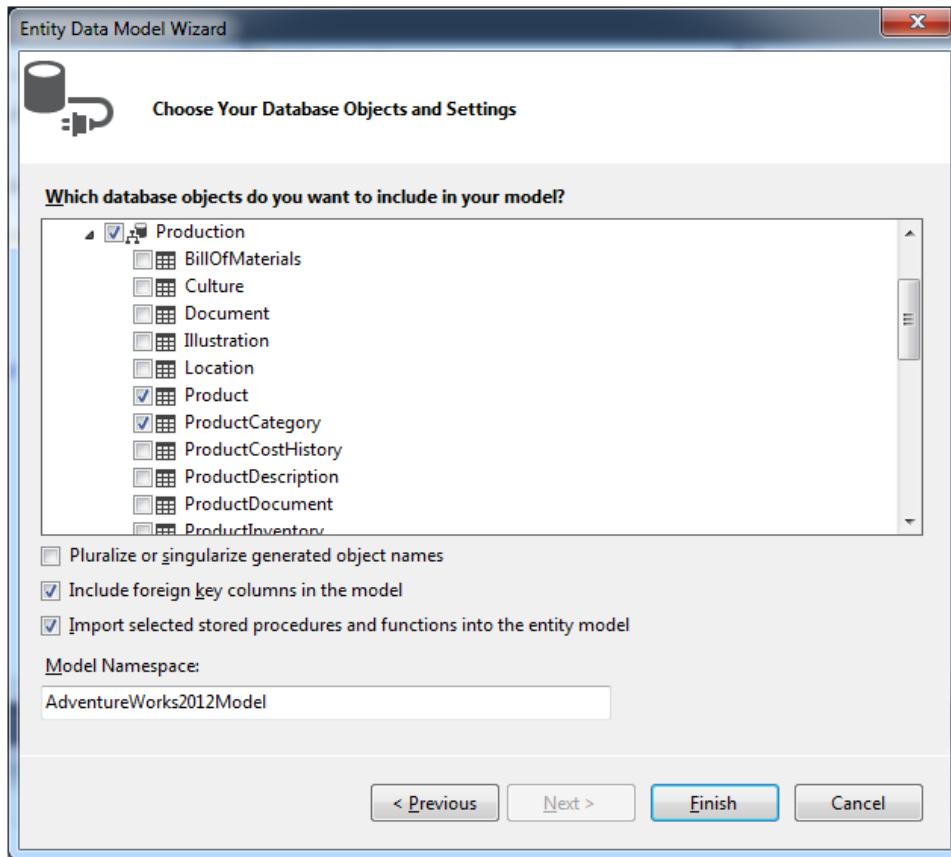 Entity Data Model Wizard
Choose Your Database Objects and Settings
Which database objects do you want to include in your model?
Production
BillOfMaterials
Culture
Document
Illustration
Location
Product
ProductCategory
ProductCostHistory
ProductDescription
ProductDocument
ProductInventory
Pluralize or singularize generated object names
Include foreign key columns in the model
Import selected stored procedures and functions into the entity model
Model Namespace:
AdventureWorks2012Model
< Previous Next > Finish Cancel